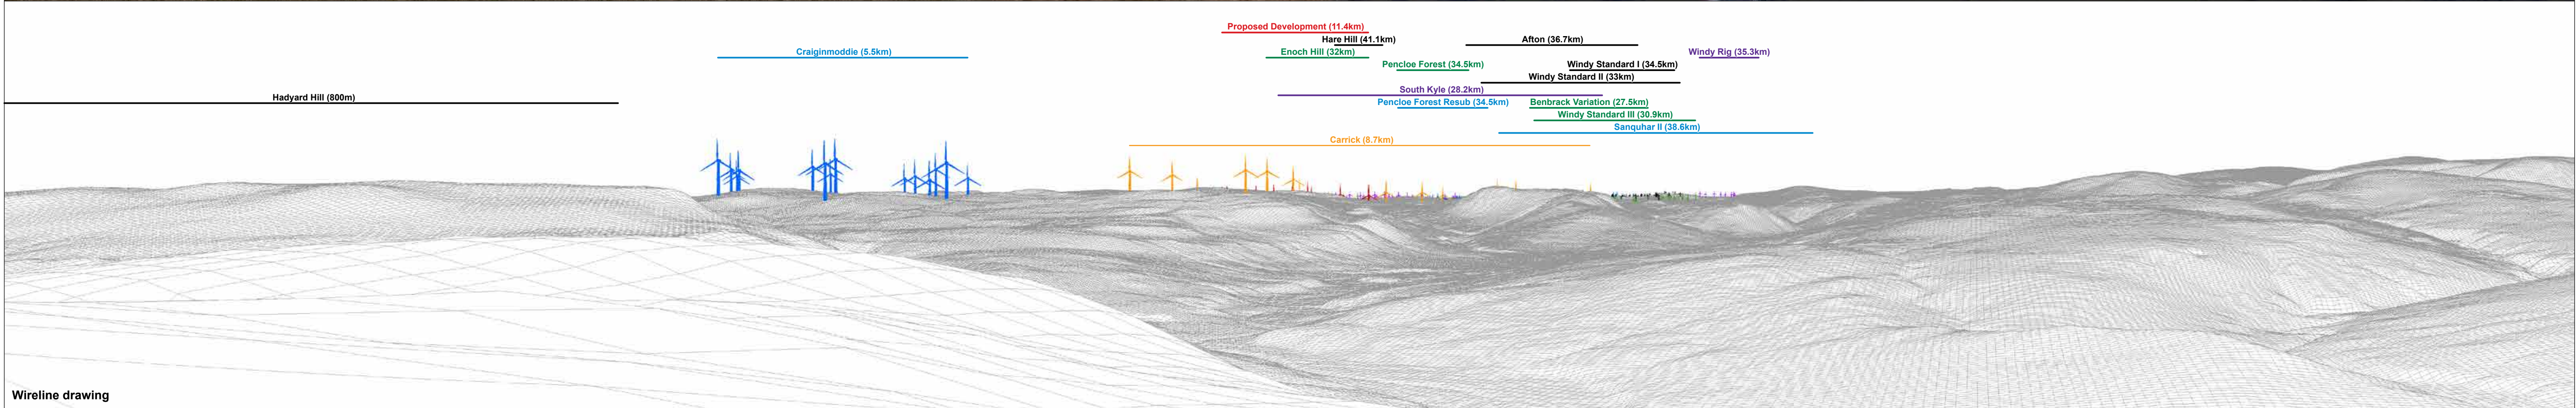 Proposed Development (11.4km)
Hare Hill (41.1km)
Afton (36.7km)
Craiginmoddie (5.5km)
Enoch Hill (32km)
Windy Rig (35.3km)
Pencloe Forest (34.5km)
Windy Standard I (34.5km)
Windy Standard II (33km)
South Kyle (28.2km)
Hadyard Hill (800m)
Pencloe Forest Resub (34.5km)
Benbrack Variation (27.5km)
Windy Standard III (30.9km)
Sanquhar II (38.6km)
Carrick (8.7km)
Wireline drawing